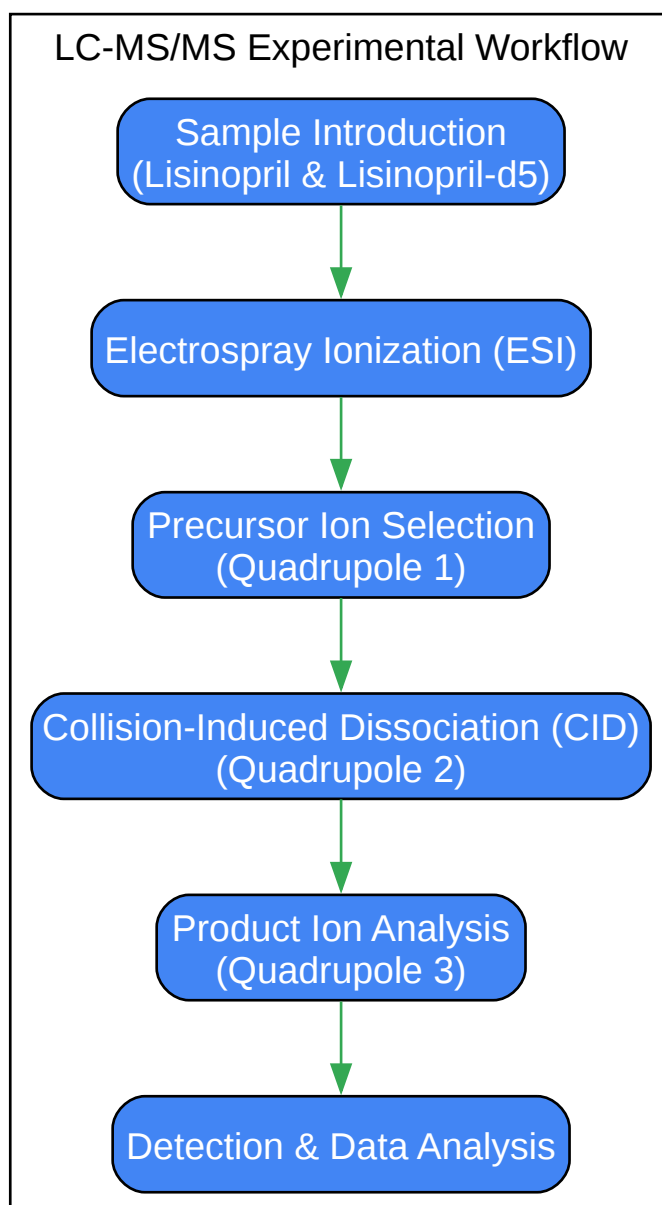 LC-MS/MS Experimental Workflow
Sample Introduction
(Lisinopril & Lisinopril-d5)
Electrospray Ionization (ESI)
Precursor Ion Selection
(Quadrupole 1)
Collision-Induced Dissociation (CID)
(Quadrupole 2)
Product Ion Analysis
(Quadrupole 3)
Detection & Data Analysis